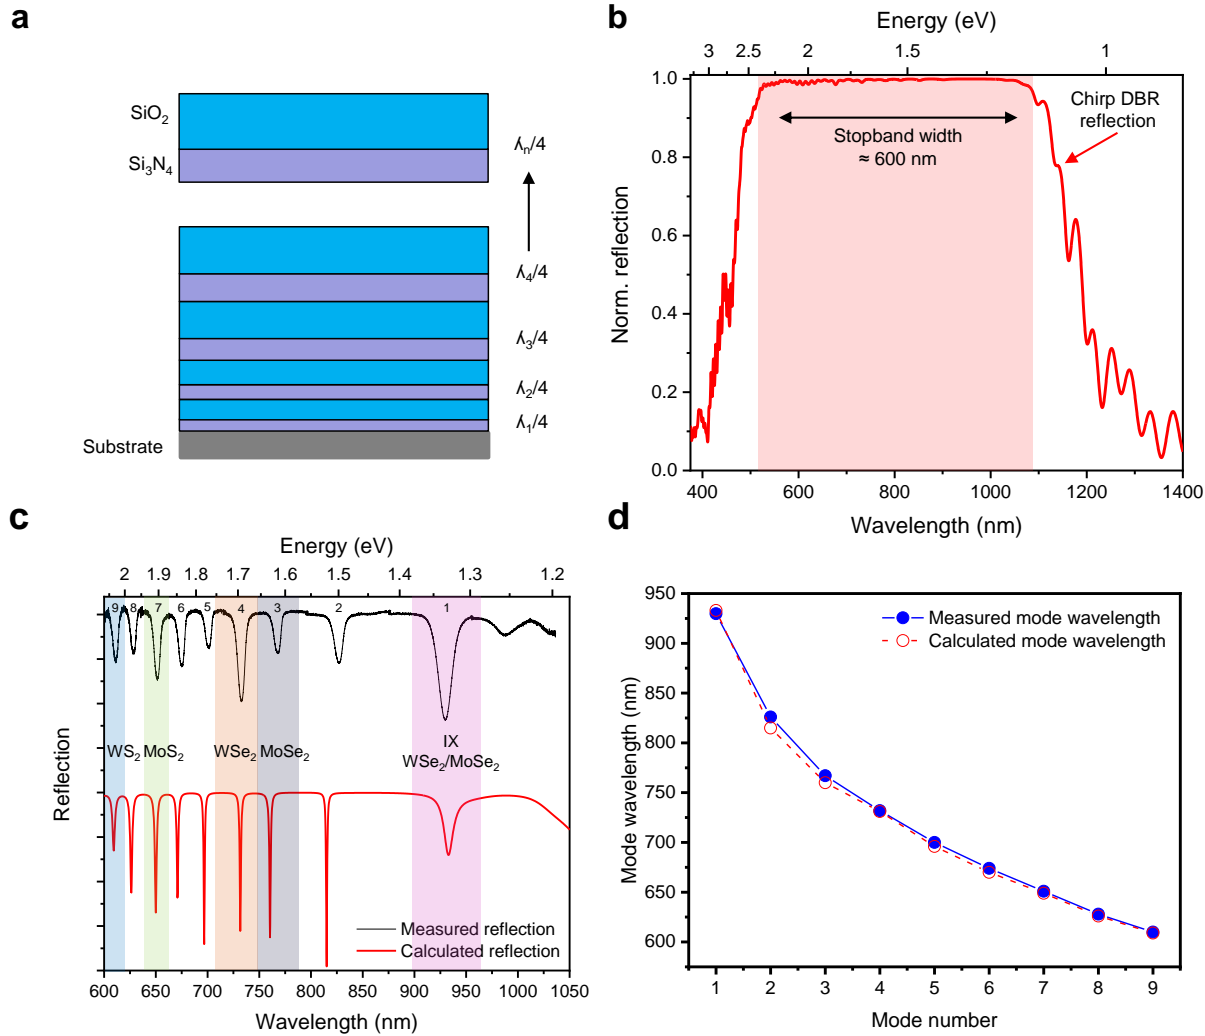 a
SiO2
Si3N4
λn/4
λ4/4
λ3/4
λ2/4
λ1/4
Substrate
b
Energy (eV)
3 2.5 2 1.5 1
1.0
0.8
0.6
0.4
0.2
0.0
Norm. reflection
Stopband width
≈ 600 nm
Chirp DBR
reflection
400 600 800 1000 1200 1400
Wavelength (nm)
c
Energy (eV)
2 1.9 1.8 1.7 1.6 1.5 1.4 1.3 1.2
9 8 7 6 5 4 3 2 1
WS2 MoS2 WSe2 MoSe2
IX
WSe2/MoSe2
Reflection
Measured reflection
Calculated reflection
600 650 700 750 800 850 900 950 1000 1050
Wavelength (nm)
d
950
900
850
800
750
700
650
600
Mode wavelength (nm)
Measured mode wavelength
Calculated mode wavelength
1 2 3 4 5 6 7 8 9
Mode number